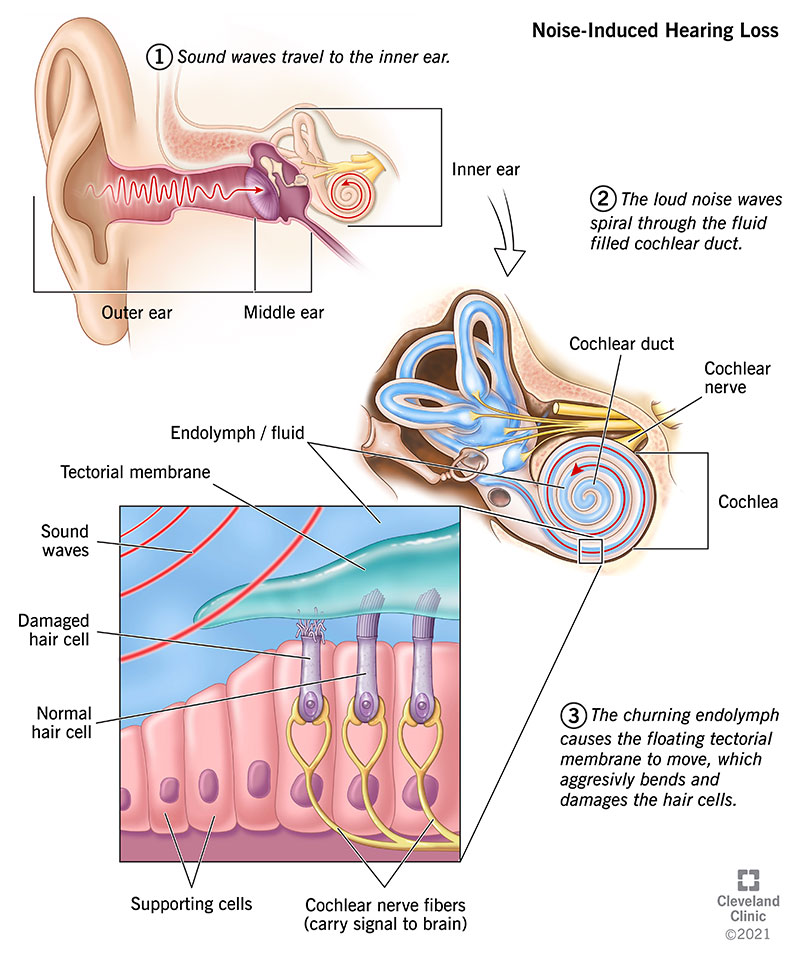 Noise-Induced Hearing Loss
1 Sound waves travel to the inner ear.
Inner ear
2 The loud noise waves
spiral through the fluid
filled cochlear duct.
Outer ear
Middle ear
Cochlear duct
Cochlear
nerve
Endolymph / fluid
Tectorial membrane
Cochlea
Sound
waves
Damaged
hair cell
Normal
hair cell
3 The churning endolymph
causes the floating tectorial
membrane to move, which
aggresivly bends and
damages the hair cells.
Supporting cells
Cochlear nerve fibers
(carry signal to brain)
Cleveland
Clinic
©2021